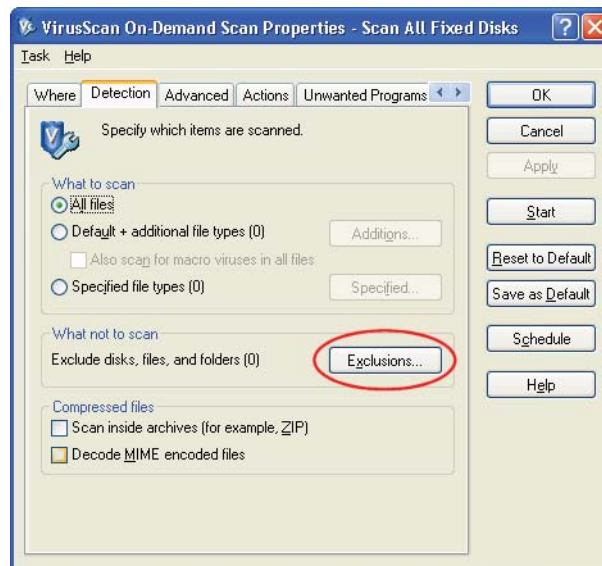 VirusScan On-Demand Scan Properties - Scan All Fixed Disks
Task Help
Where Detection Advanced Actions Unwanted Programs
Specify which items are scanned.
What to scan
All files
Default + additional file types (0)
Additions...
Also scan for macro viruses in all files
Specified file types (0)
Specified...
What not to scan
Exclude disks, files, and folders (0)
Exclusions...
Compressed files
Scan inside archives (for example, ZIP)
Decode MIME encoded files
OK
Cancel
Apply
Start
Reset to Default
Save as Default
Schedule
Help